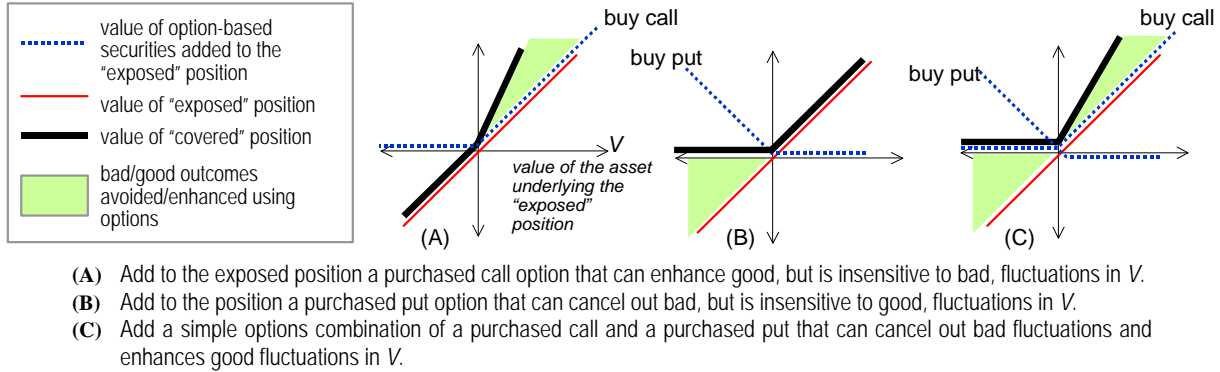 value of option-based
securities added to the
“exposed” position
value of “exposed” position
value of “covered” position
bad/good outcomes
avoided/enhanced using
options
buy call
V
value of the asset
underlying the
“exposed”
position
(A)
buy put
(B)
buy call
buy put
(C)
(A) Add to the exposed position a purchased call option that can enhance good, but is insensitive to bad, fluctuations in V.
(B) Add to the position a purchased put option that can cancel out bad, but is insensitive to good, fluctuations in V.
(C) Add a simple options combination of a purchased call and a purchased put that can cancel out bad fluctuations and
enhances good fluctuations in V.